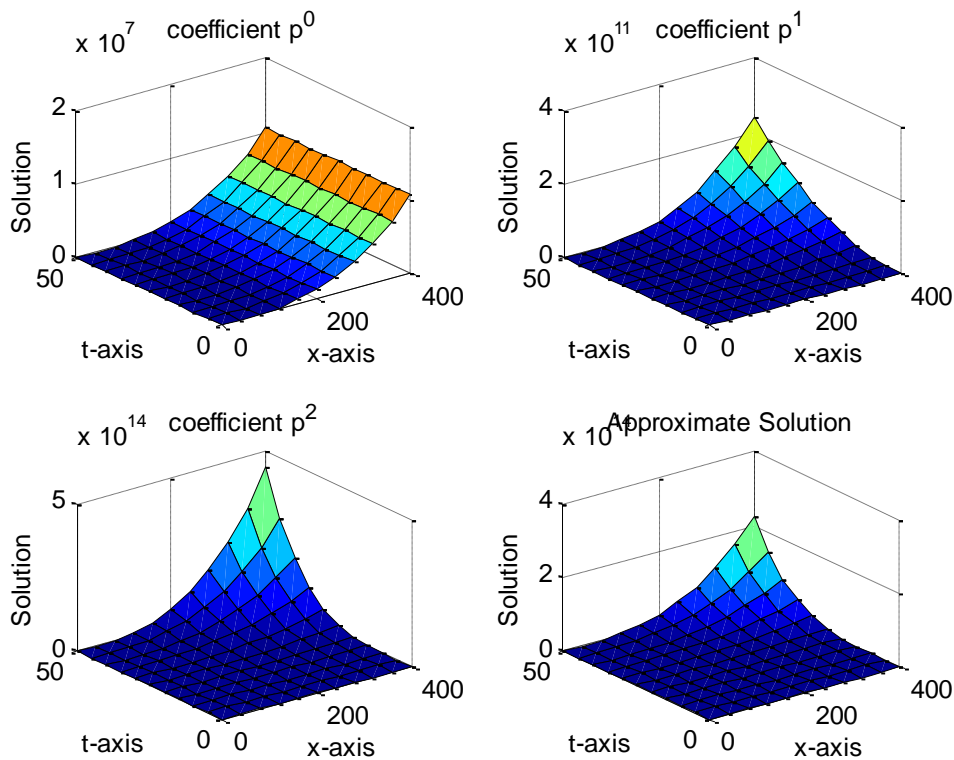 x 10^7 coefficient p^0
2
1
0
Solution
50
t-axis
0
0
200
400
x-axis
x 10^11 coefficient p^1
4
2
0
Solution
50
t-axis
0
0
200
400
x-axis
x 10^14 coefficient p^2
5
0
Solution
50
t-axis
0
0
200
400
x-axis
x 10^14 Approximate Solution
4
2
0
Solution
50
t-axis
0
0
200
400
x-axis